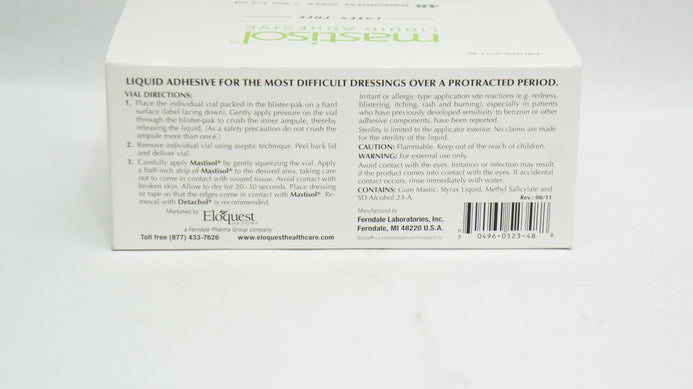 mastisol™
LIQUID ADHESIVE
LATEX-FREE
48
LIQUID ADHESIVE FOR THE MOST DIFFICULT DRESSINGS OVER A PROTRACTED PERIOD.
VIAL DIRECTIONS:
1. Place the individual vial packed in the blister-pak on a hard
surface (label facing down). Gently apply pressure on the vial
through the blister-pak to crush the inner ampule, thereby
releasing the liquid. (As a safety precaution do not crush the
ampule more than once.)
2. Remove individual vial using aseptic technique. Peel back lid
and deliver vial.
3. Carefully apply Mastisol® by gently squeezing the vial. Apply
a half-inch strip of Mastisol® to the desired area, taking care
not to come in contact with wound tissue. Avoid contact with
broken skin. Allow to dry for 20-30 seconds. Place dressing
or tape so that the edges come in contact with Mastisol®. Re-
moval with Detachol® is recommended.
Marketed by
Eloquest
HEALTHCARE
a Ferndale Pharma Group company
Toll free (877) 433-7626 www.eloquesthealthcare.com
Irritant or allergic-type application site reactions (e.g. redness,
blistering, itching, rash and burning), especially in patients
who have previously developed sensitivity to benzoin or other
adhesive components, have been reported.
Sterility is limited to the applicator exterior. No claims are made
for the sterility of the liquid.
CAUTION: Flammable. Keep out of the reach of children.
WARNING: For external use only.
Avoid contact with the eyes. Irritation or infection may result
if the product comes into contact with the eyes. If accidental
contact occurs, rinse immediately with water.
CONTAINS: Gum Mastic, Styrax Liquid, Methyl Salicylate and
SD Alcohol 23-A.
Rev.: 08/11
Manufactured by
Ferndale Laboratories, Inc.
Ferndale, MI 48220 U.S.A.
Mastisol® is a registered trademark of Ferndale IP, Inc.
H
3 0496-0523-48 8